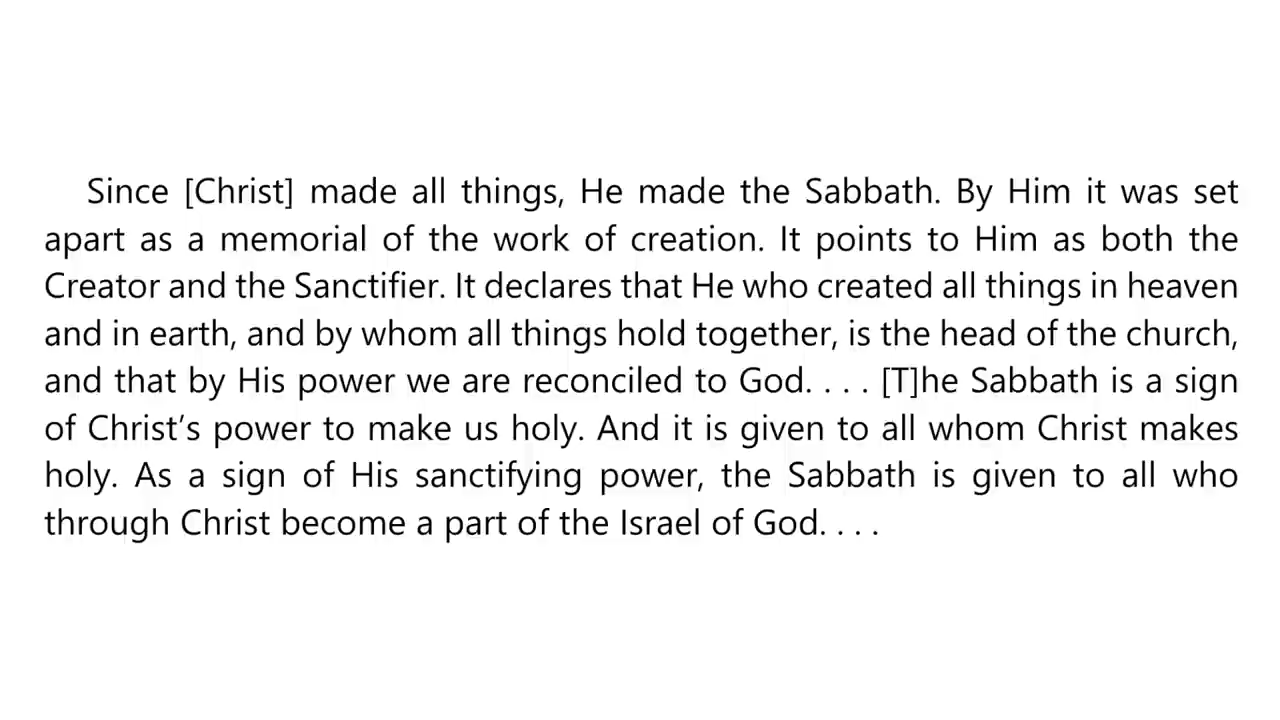 Since [Christ] made all things, He made the Sabbath. By Him it was set
apart as a memorial of the work of creation. It points to Him as both the
Creator and the Sanctifier. It declares that He who created all things in heaven
and in earth, and by whom all things hold together, is the head of the church,
and that by His power we are reconciled to God. . . . [T]he Sabbath is a sign
of Christ’s power to make us holy. And it is given to all whom Christ makes
holy. As a sign of His sanctifying power, the Sabbath is given to all who
through Christ become a part of the Israel of God. . . .